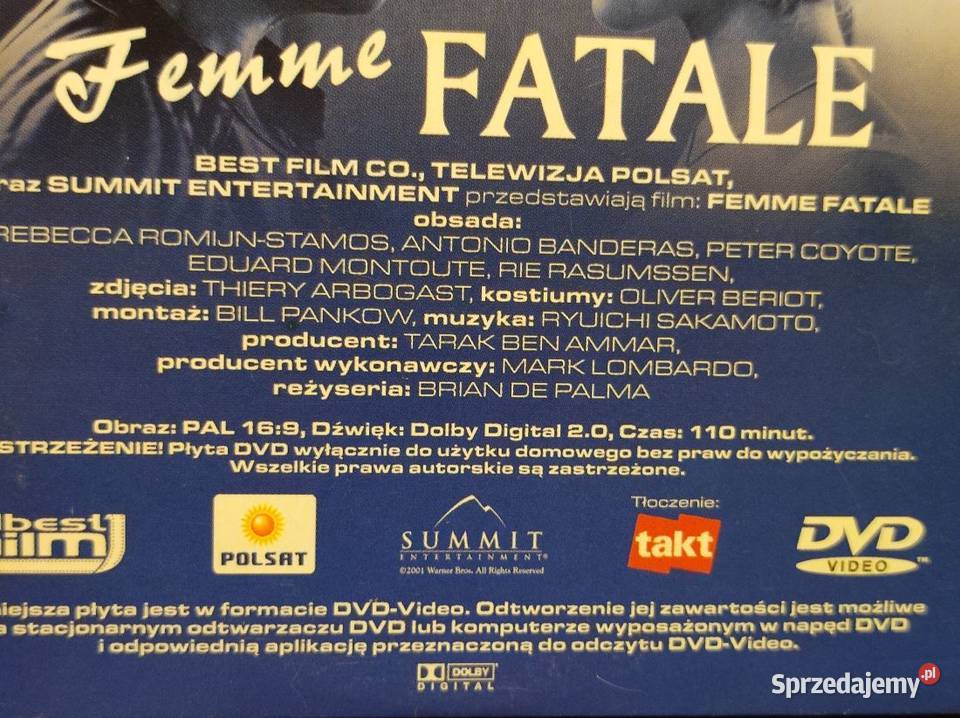 Femme FATALE
BEST FILM CO., TELEWIZJA POLSAT,
raz SUMMIT ENTERTAINMENT przedstawiają film: FEMME FATALE
obsada:
REBECCA ROMIJN-STAMOS, ANTONIO BANDERAS, PETER COYOTE,
EDUARD MONTOUTE, RIE RASUMSSEN,
zdjęcia: THIERY ARBOGAST, kostiumy: OLIVER BERIOT,
montaż: BILL PANKOW, muzyka: RYUICHI SAKAMOTO,
producent: TARAK BEN AMMAR,
producent wykonawczy: MARK LOMBARDO,
reżyseria: BRIAN DE PALMA
Obraz: PAL 16:9, Dźwięk: Dolby Digital 2.0, Czas: 110 minut.
STRZEŻENIE! Płyta DVD wyłącznie do użytku domowego bez praw do wypożyczania.
Wszelkie prawa autorskie są zastrzeżone.
best film
POLSAT
SUMMIT
ENTERTAINMENT®
©2001 Warner Bros. All Rights Reserved
Tłoczenie:
takt
DVD
VIDEO™
niejsza płyta jest w formacie DVD-Video. Odtworzenie jej zawartości jest możliwe
a stacjonarnym odtwarzaczu DVD lub komputerze wyposażonym w napęd DVD
i odpowiednią aplikację przeznaczoną do odczytu DVD-Video.
DOLBY
DIGITAL
Sprzedajemy.pl